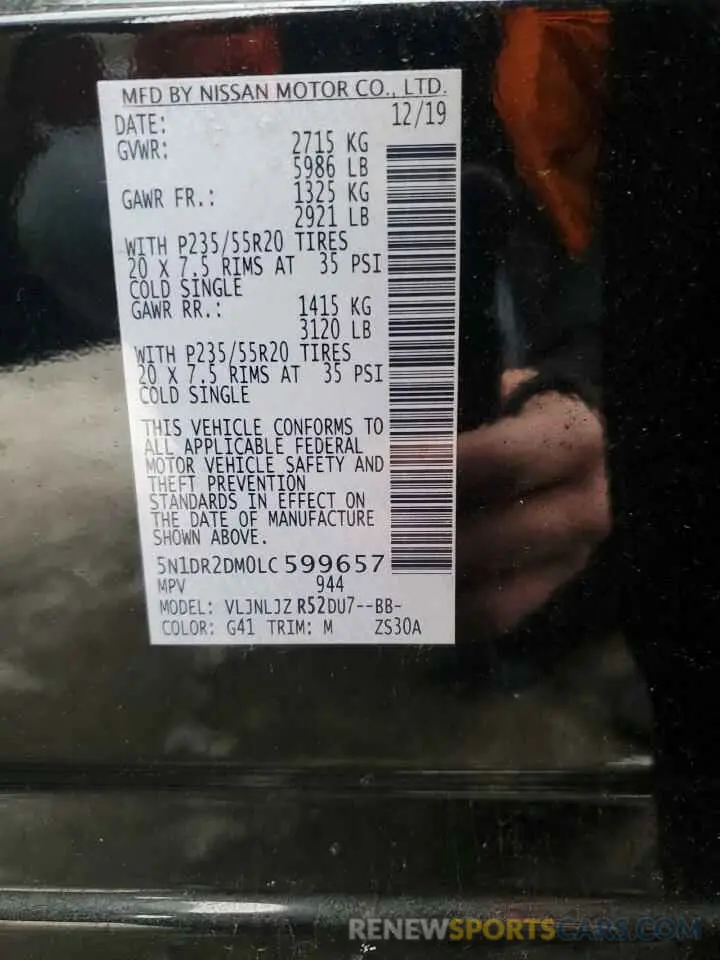 MFD BY NISSAN MOTOR CO., LTD.
DATE: 12/19
GVWR: 2715 KG
5986 LB
GAWR FR.: 1325 KG
2921 LB
WITH P235/55R20 TIRES
20 X 7.5 RIMS AT 35 PSI
COLD SINGLE
GAWR RR.: 1415 KG
3120 LB
WITH P235/55R20 TIRES
20 X 7.5 RIMS AT 35 PSI
COLD SINGLE
THIS VEHICLE CONFORMS TO
ALL APPLICABLE FEDERAL
MOTOR VEHICLE SAFETY AND
THEFT PREVENTION
STANDARDS IN EFFECT ON
THE DATE OF MANUFACTURE
SHOWN ABOVE.
5N1DR2DM0LC599657
MPV 944
MODEL: VLJNLJZ R52DU7--BB-
COLOR: G41 TRIM: M ZS30A
RENEWSPORTSCARS.COM